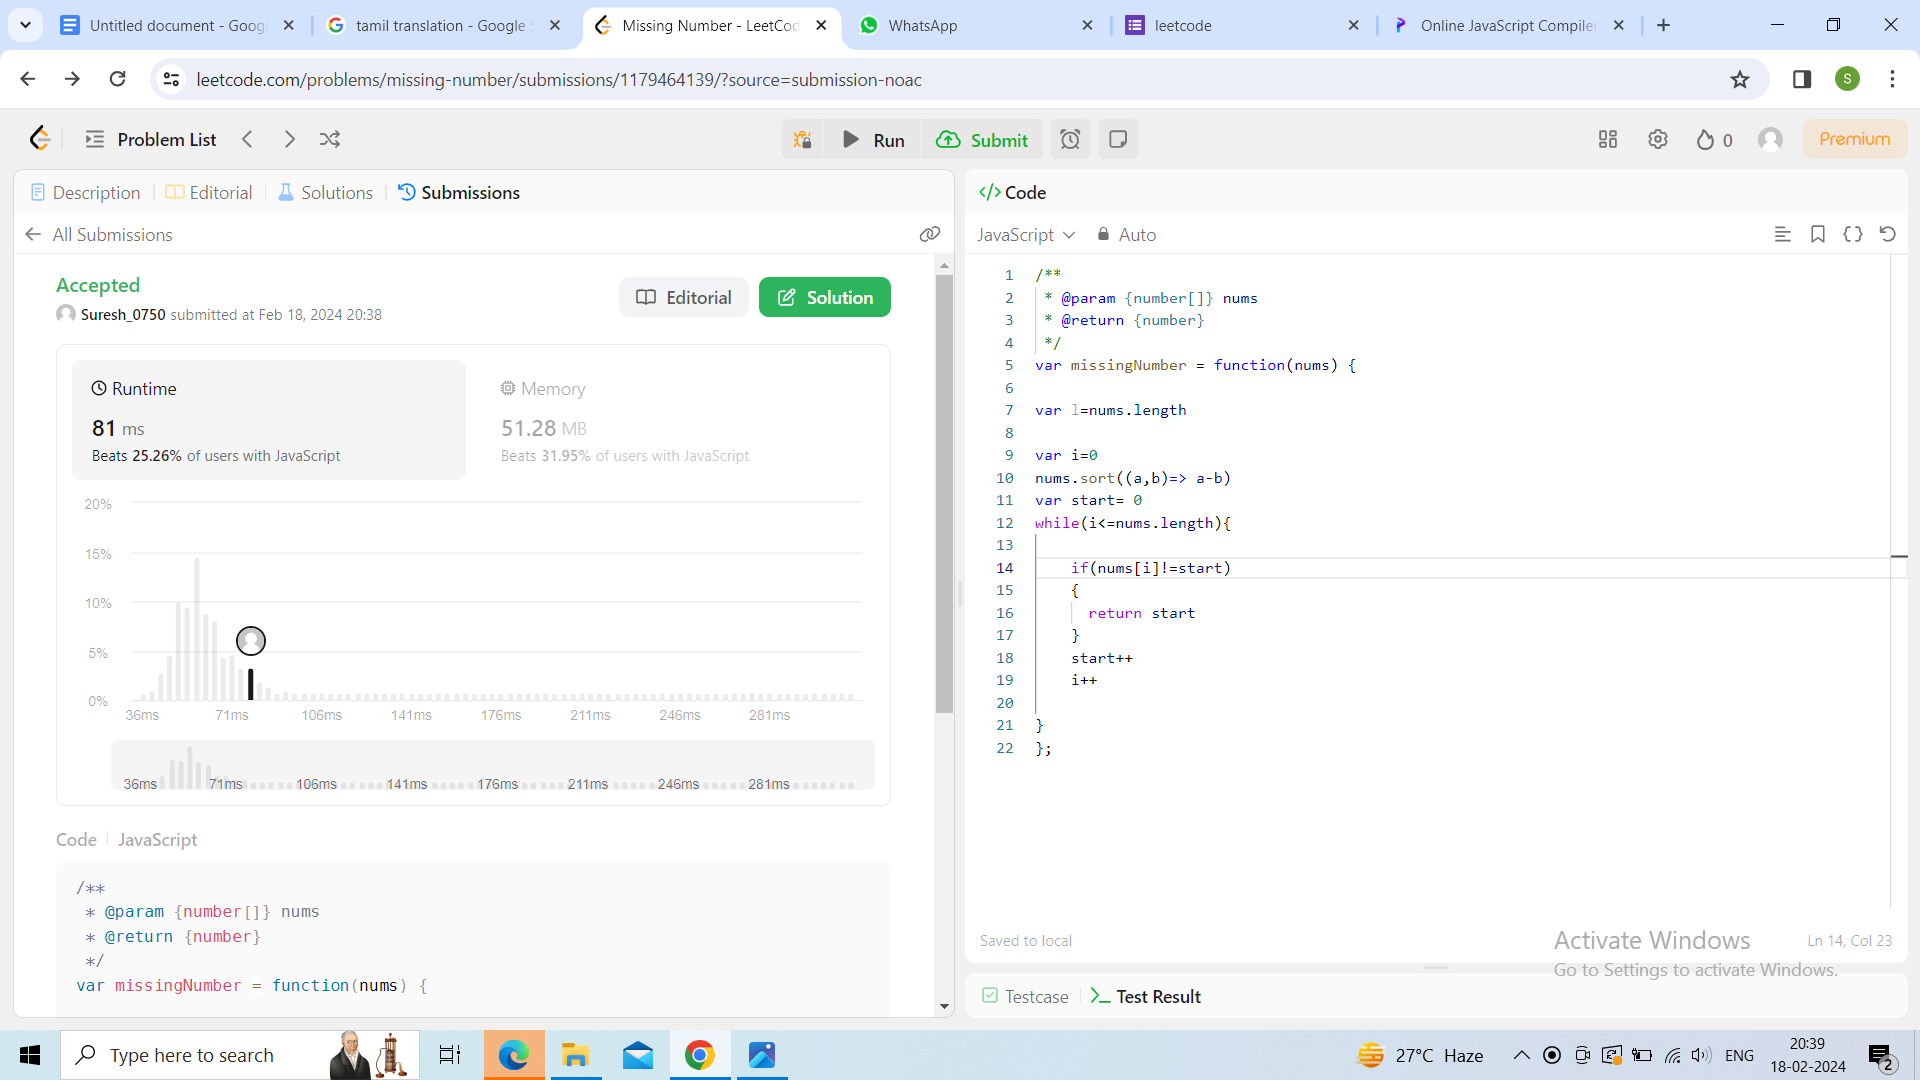 Untitled document - Goog
tamil translation - Google S
Missing Number - LeetCod
WhatsApp
leetcode
Online JavaScript Compiler
leetcode.com/problems/missing-number/submissions/1179464139/?source=submission-noac
S
Problem List
Run
Submit
0
Premium
Description
Editorial
Solutions
Submissions
All Submissions
Accepted
Suresh_0750 submitted at Feb 18, 2024 20:38
Editorial
Solution
Runtime
81 ms
Beats 25.26% of users with JavaScript
Memory
51.28 MB
Beats 31.95% of users with JavaScript
20%
15%
10%
5%
0%
36ms 71ms 106ms 141ms 176ms 211ms 246ms 281ms
36ms 71ms 106ms 141ms 176ms 211ms 246ms 281ms
Code
JavaScript
/**
* @param {number[]} nums
* @return {number}
*/
var missingNumber = function(nums) {
</> Code
JavaScript
Auto
1 /**
2 * @param {number[]} nums
3 * @return {number}
4 */
5 var missingNumber = function(nums) {
6
7 var l=nums.length
8
9 var i=0
10 nums.sort((a,b)=> a-b)
11 var start= 0
12 while(i<=nums.length){
13
14 if(nums[i]!=start)
15 {
16 return start
17 }
18 start++
19 i++
20
21 }
22 };
Saved to local
Ln 14, Col 23
Activate Windows
Go to Settings to activate Windows.
Testcase
Test Result
Type here to search
27°C Haze
ENG
20:39
18-02-2024
2